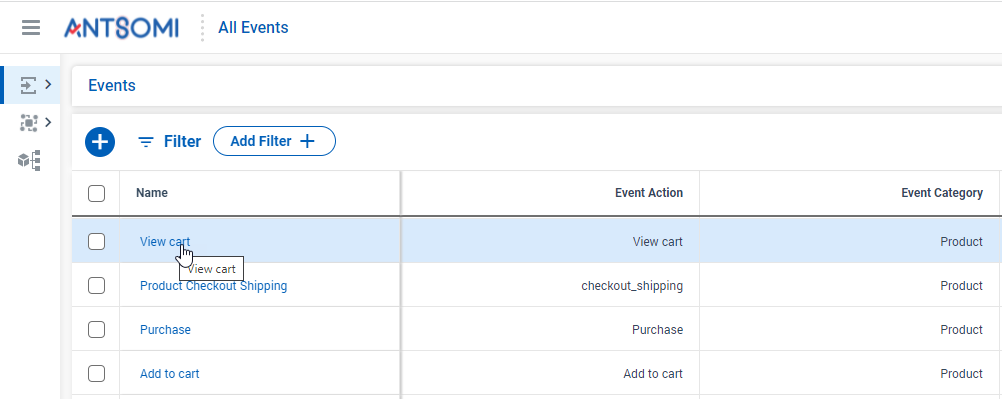 ANTSOMI All Events
Events
Filter Add Filter
Name Event Action Event Category
View cart View cart Product
View cart
Product Checkout Shipping checkout_shipping Product
Purchase Purchase Product
Add to cart Add to cart Product